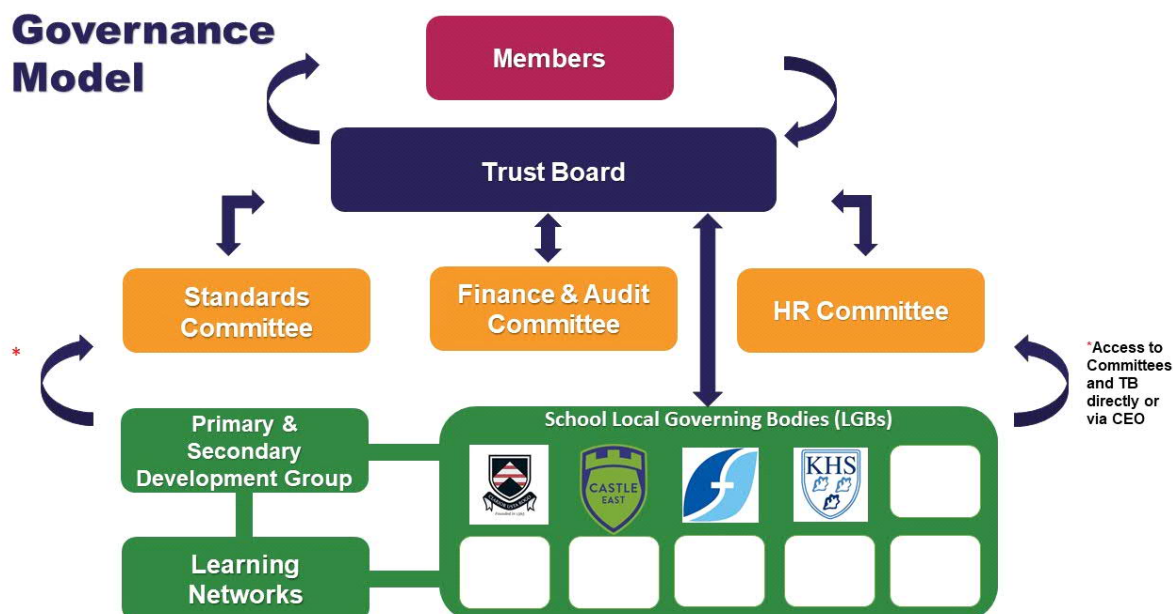 Governance
Model
Members
Trust Board
Standards
Committee
Finance & Audit
Committee
HR Committee
*
*Access to
Committees
and TB
directly or
via CEO
Primary &
Secondary
Development Group
School Local Governing Bodies (LGBs)
CASTLE
EAST
KHS
Learning
Networks